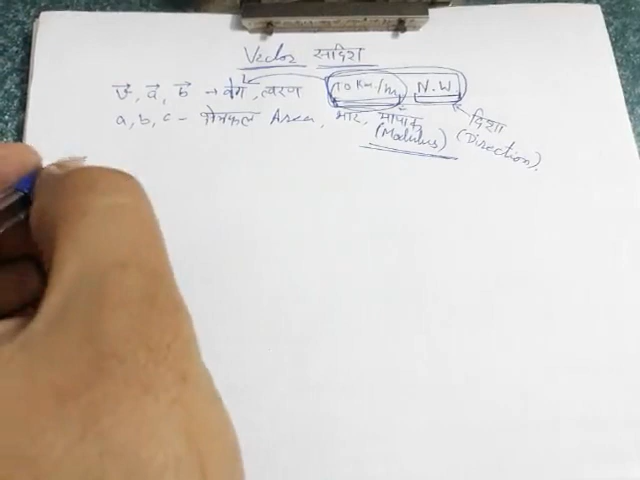 Vector सदिश
v⃗, a⃗, b⃗ → वेग, त्वरण 10 Km/m N.W
a, b, c - क्षेत्रफल Area, भार, मापांक दिशा
(Modulus) (Direction).